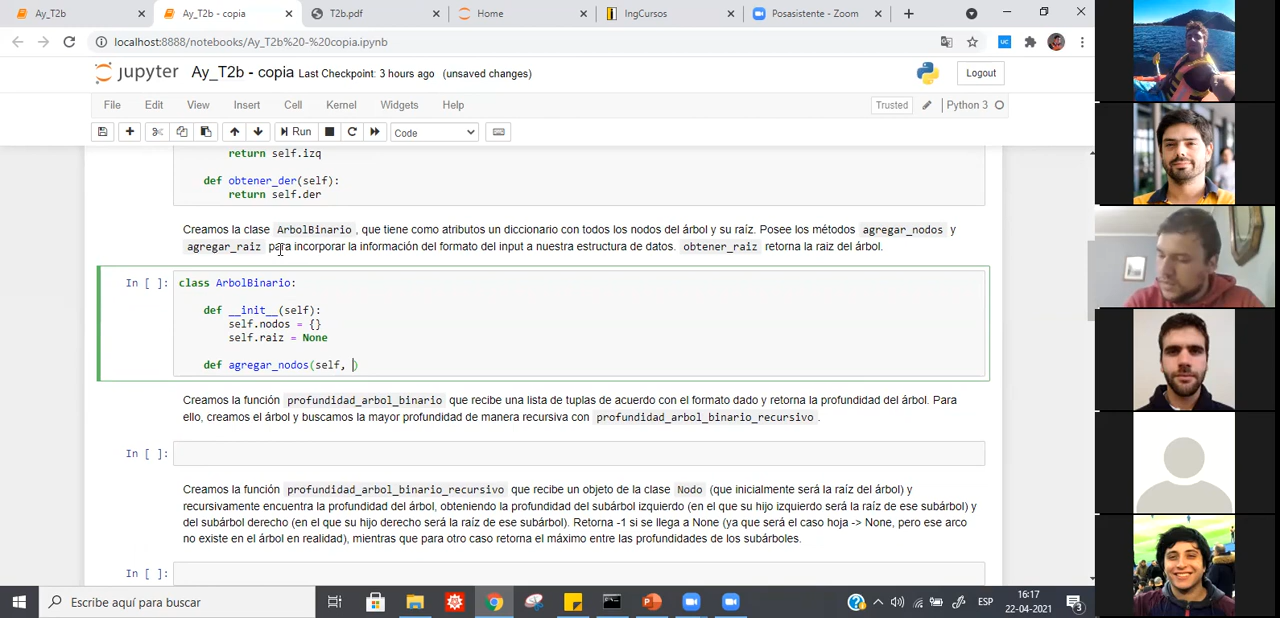 Ay_T2b
Ay_T2b - copia
T2b.pdf
Home
IngCursos
Posasistente - Zoom
localhost:8888/notebooks/Ay_T2b%20-%20copia.ipynb
jupyter Ay_T2b - copia Last Checkpoint: 3 hours ago (unsaved changes)
Logout
File Edit View Insert Cell Kernel Widgets Help
Trusted
Python 3
Run
Code
return self.izq
def obtener_der(self):
return self.der
Creamos la clase ArbolBinario , que tiene como atributos un diccionario con todos los nodos del árbol y su raíz. Posee los métodos agregar_nodos y
agregar_raiz para incorporar la información del formato del input a nuestra estructura de datos. obtener_raiz retorna la raiz del árbol.
In [ ]:
class ArbolBinario:
def __init__(self):
self.nodos = {}
self.raiz = None
def agregar_nodos(self, )
Creamos la función profundidad_arbol_binario que recibe una lista de tuplas de acuerdo con el formato dado y retorna la profundidad del árbol. Para
ello, creamos el árbol y buscamos la mayor profundidad de manera recursiva con profundidad_arbol_binario_recursivo .
In [ ]:
Creamos la función profundidad_arbol_binario_recursivo que recibe un objeto de la clase Nodo (que inicialmente será la raíz del árbol) y
recursivamente encuentra la profundidad del árbol, obteniendo la profundidad del subárbol izquierdo (en el que su hijo izquierdo será la raíz de ese subárbol) y
del subárbol derecho (en el que su hijo derecho será la raíz de ese subárbol). Retorna -1 si se llega a None (ya que será el caso hoja -> None, pero ese arco
no existe en el árbol en realidad), mientras que para otro caso retorna el máximo entre las profundidades de los subárboles.
In [ ]:
Escribe aquí para buscar
ESP
16:17
22-04-2021
3